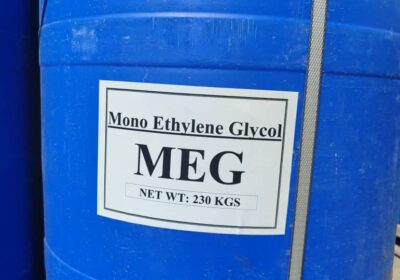 Mono Ethylene Glycol
MEG
NET WT: 230 KGS